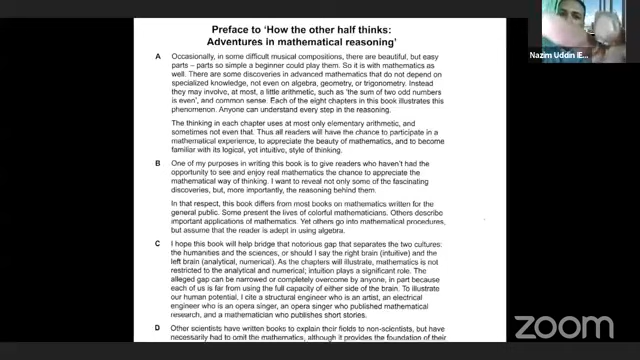 Preface to 'How the other half thinks:
Adventures in mathematical reasoning'
Nazim Uddin IE...
A Occasionally, in some difficult musical compositions, there are beautiful, but easy
parts – parts so simple a beginner could play them. So it is with mathematics as
well. There are some discoveries in advanced mathematics that do not depend on
specialized knowledge, not even on algebra, geometry, or trigonometry. Instead
they may involve, at most, a little arithmetic, such as 'the sum of two odd numbers
is even', and common sense. Each of the eight chapters in this book illustrates this
phenomenon. Anyone can understand every step in the reasoning.
The thinking in each chapter uses at most only elementary arithmetic, and
sometimes not even that. Thus all readers will have the chance to participate in a
mathematical experience, to appreciate the beauty of mathematics, and to become
familiar with its logical, yet intuitive, style of thinking.
B One of my purposes in writing this book is to give readers who haven't had the
opportunity to see and enjoy real mathematics the chance to appreciate the
mathematical way of thinking. I want to reveal not only some of the fascinating
discoveries, but, more importantly, the reasoning behind them.
In that respect, this book differs from most books on mathematics written for the
general public. Some present the lives of colorful mathematicians. Others describe
important applications of mathematics. Yet others go into mathematical procedures,
but assume that the reader is adept in using algebra.
C I hope this book will help bridge that notorious gap that separates the two cultures:
the humanities and the sciences, or should I say the right brain (intuitive) and the
left brain (analytical, numerical). As the chapters will illustrate, mathematics is not
restricted to the analytical and numerical; intuition plays a significant role. The
alleged gap can be narrowed or completely overcome by anyone, in part because
each of us is far from using the full capacity of either side of the brain. To illustrate
our human potential, I cite a structural engineer who is an artist, an electrical
engineer who is an opera singer, an opera singer who published mathematical
research, and a mathematician who publishes short stories.
D Other scientists have written books to explain their fields to non-scientists, but have
necessarily had to omit the mathematics, although it provides the foundation of their
zoom